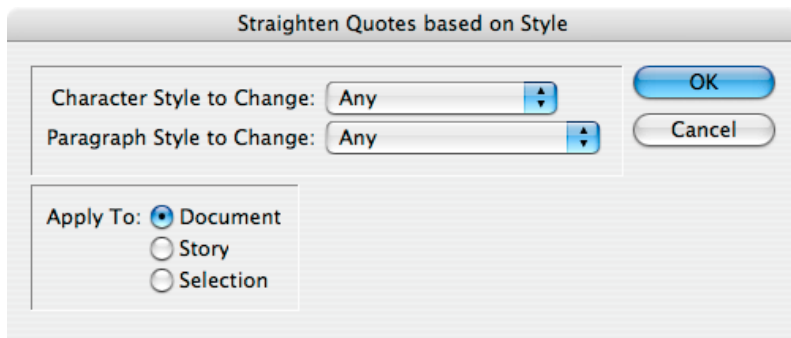 Straighten Quotes based on Style
Character Style to Change: Any
OK
Paragraph Style to Change: Any
Cancel
Apply To: Document
Story
Selection